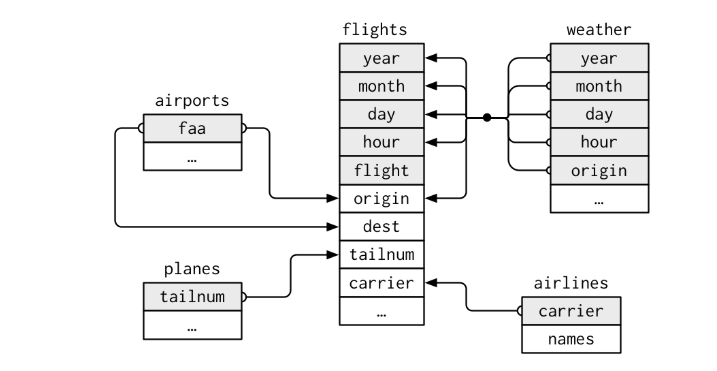 flights
year
month
day
hour
flight
origin
dest
tailnum
carrier
…
weather
year
month
day
hour
origin
…
airports
faa
…
planes
tailnum
…
airlines
carrier
names